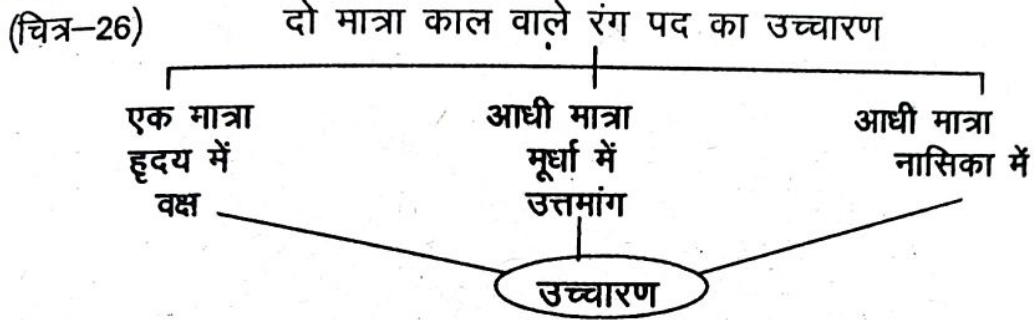 (चित्र–26) दो मात्रा काल वाले रंग पद का उच्चारण
एक मात्रा आधी मात्रा आधी मात्रा
हृदय में मूर्धा में नासिका में
वक्ष उत्तमांग
उच्चारण